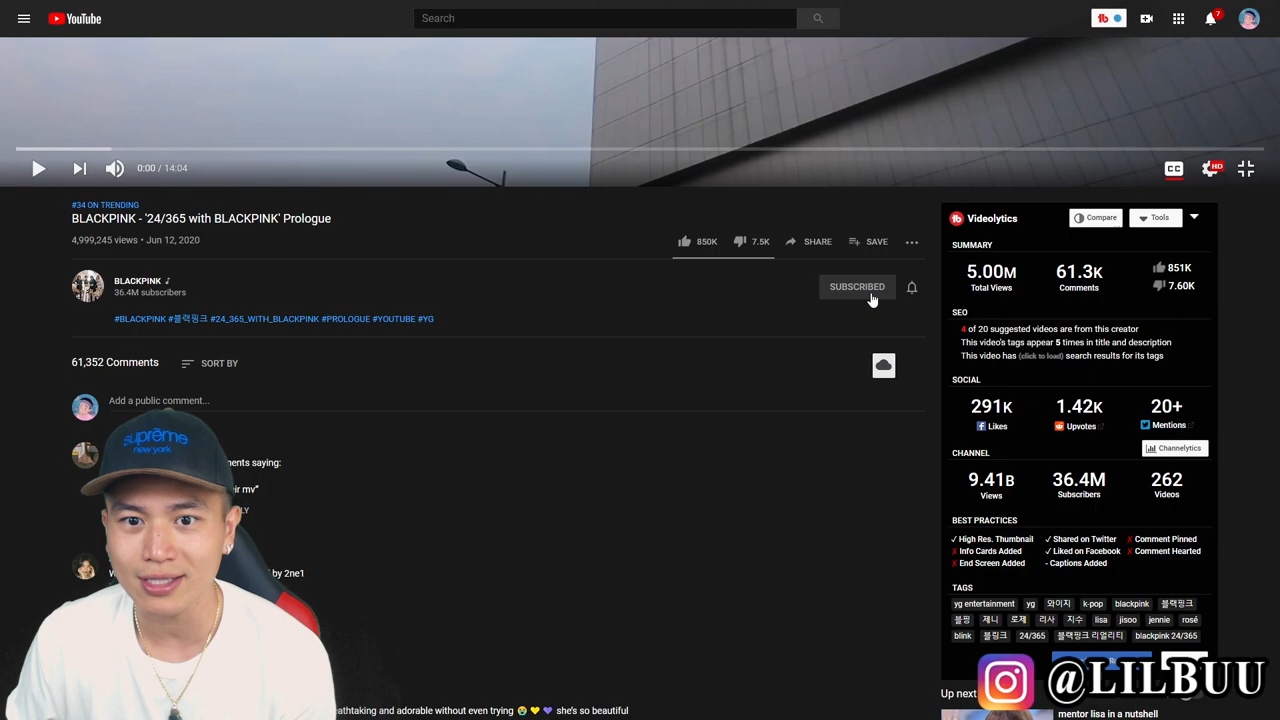 YouTube
Search
7
0:00 / 14:04
CC
HD
#34 ON TRENDING
BLACKPINK - '24/365 with BLACKPINK' Prologue
4,999,245 views • Jun 12, 2020
850K
7.5K
SHARE
SAVE
BLACKPINK
36.4M subscribers
SUBSCRIBED
#BLACKPINK #블랙핑크 #24_365_WITH_BLACKPINK #PROLOGUE #YOUTUBE #YG
61,352 Comments
SORT BY
Add a public comment...
suprēme
new york
ments saying:
eir mv"
LY
by 2ne1
athtaking and adorable without even trying 😭 💛 💜 she's so beautiful
Videolytics
Compare
Tools
SUMMARY
5.00M
61.3K
851K
Total Views
Comments
7.60K
SEO
4 of 20 suggested videos are from this creator
This video's tags appear 5 times in title and description
This video has (click to load) search results for its tags
SOCIAL
291K
1.42K
20+
Likes
Upvotes
Mentions
Channelytics
CHANNEL
9.41B
36.4M
262
Views
Subscribers
Videos
BEST PRACTICES
✓ High Res. Thumbnail ✓ Shared on Twitter ✗ Comment Pinned
✗ Info Cards Added ✓ Liked on Facebook ✗ Comment Hearted
✗ End Screen Added - Captions Added
TAGS
yg entertainment yg 와이지 k-pop blackpink 블랙핑크
블핑 제니 로제 리사 지수 lisa jisoo jennie rosé
blink 블링크 24/365 블랙핑크 리얼리티 blackpink 24/365
@LILBUU
Up next
mentor lisa in a nutshell